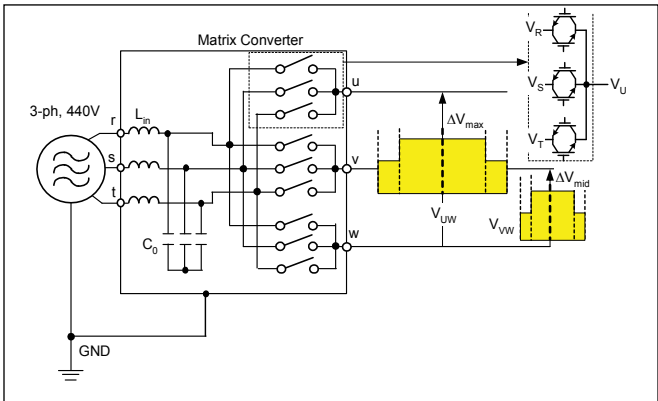 Matrix Converter
V_R
3-ph, 440V
L_in
u
V_S
V_U
r
ΔV_max
V_T
s
v
t
ΔV_mid
V_UW
V_VW
w
C_0
GND